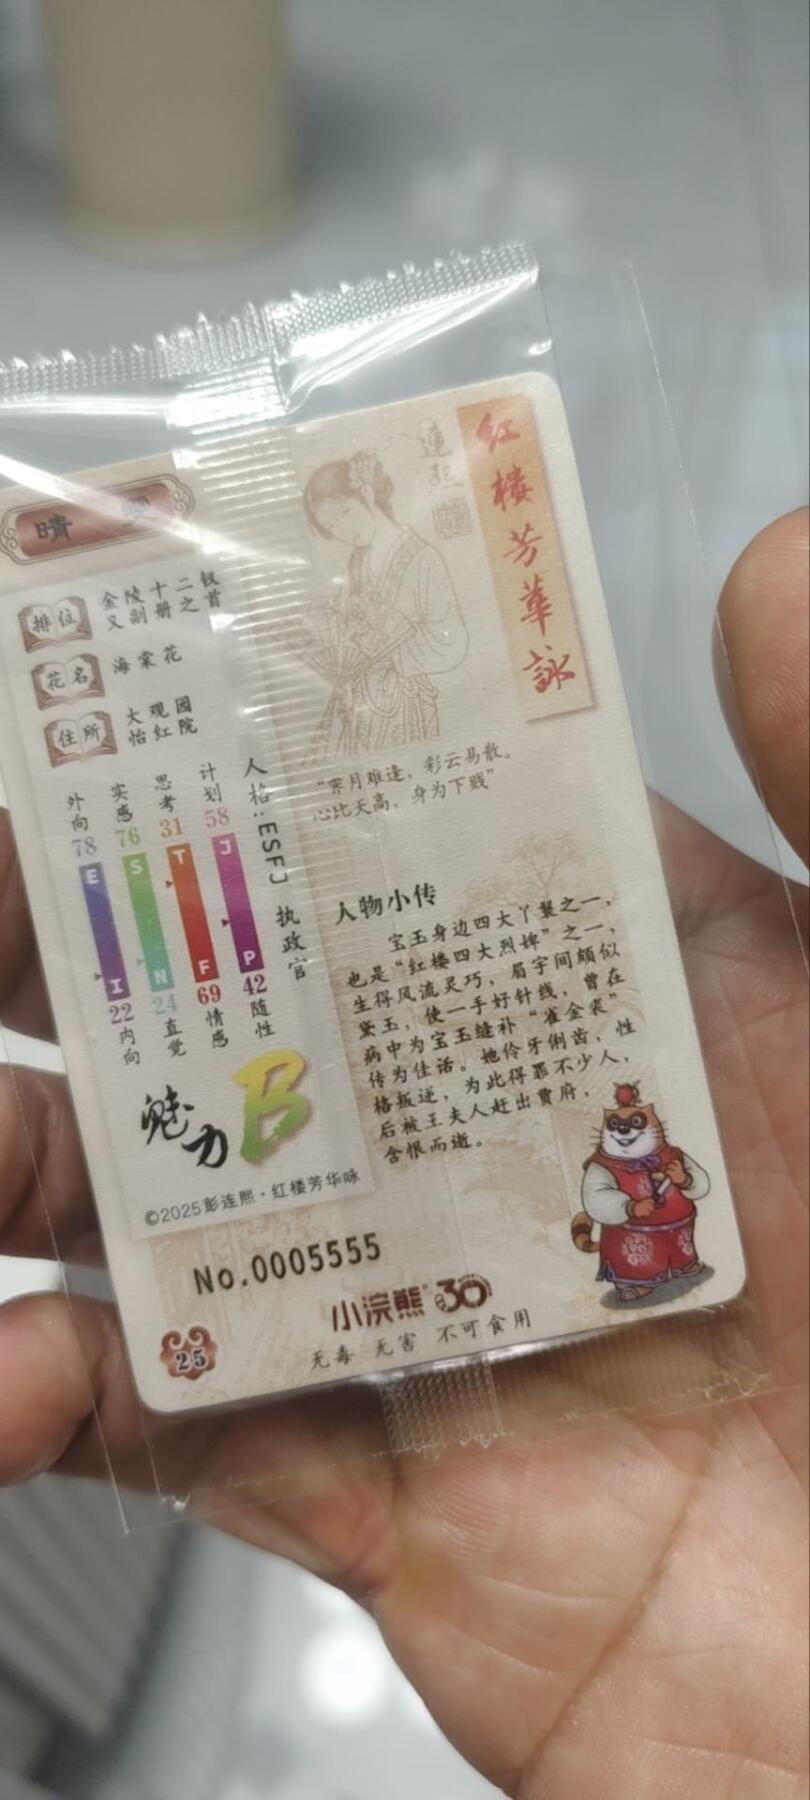 红楼芳華詠
蓮熙
晴雯
排位
金陵十二钗
又副册之首
花名
海棠花
住所
大观园
怡红院
人格:ESFJ 执政官
计划
58
J
P
42
随性
思考
31
T
F
69
情感
实感
76
S
N
24
直觉
外向
78
E
I
22
内向
“霁月难逢，彩云易散。
心比天高，身为下贱”
人物小传
宝玉身边四大丫鬟之一，
也是“红楼四大烈婢”之一，
生得风流灵巧，眉宇间颇似
黛玉，使一手好针线，曾在
病中为宝玉缝补“雀金裘”
传为佳话。她伶牙俐齿，性
格叛逆，为此得罪不少人，
后被王夫人赶出贾府，
含恨而逝。
魅力B
©2025彭连熙·红楼芳华咏
No.0005555
小浣熊 30
25
无毒 无害 不可食用